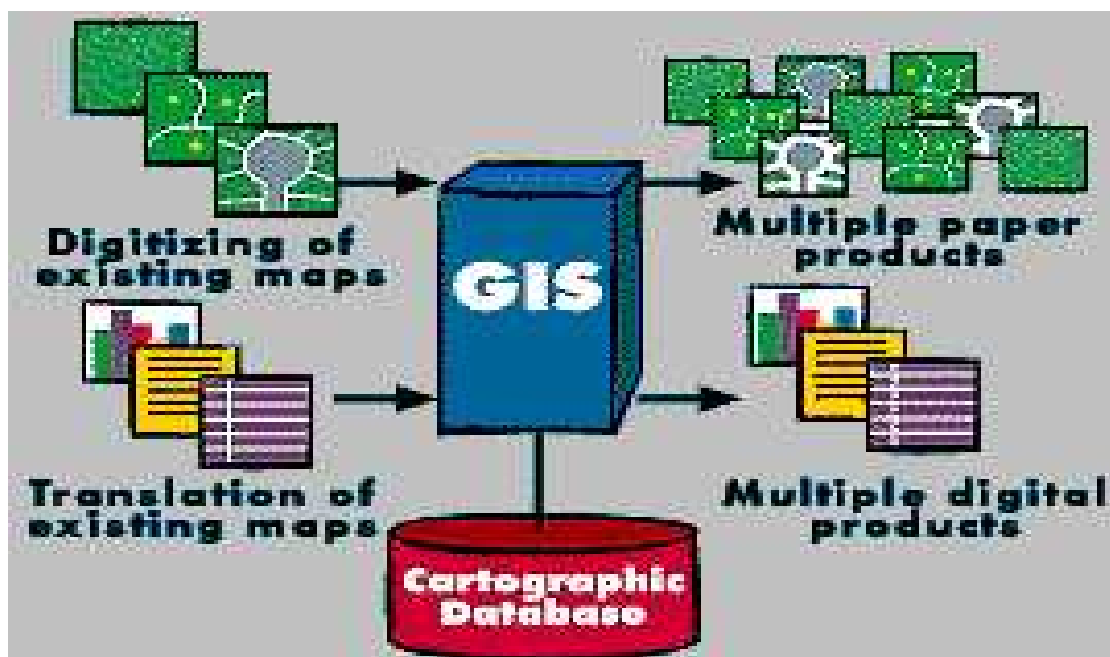 Digitizing of
existing maps
Multiple paper
products
GIS
Translation of
existing maps
Multiple digital
products
Cartographic
Database